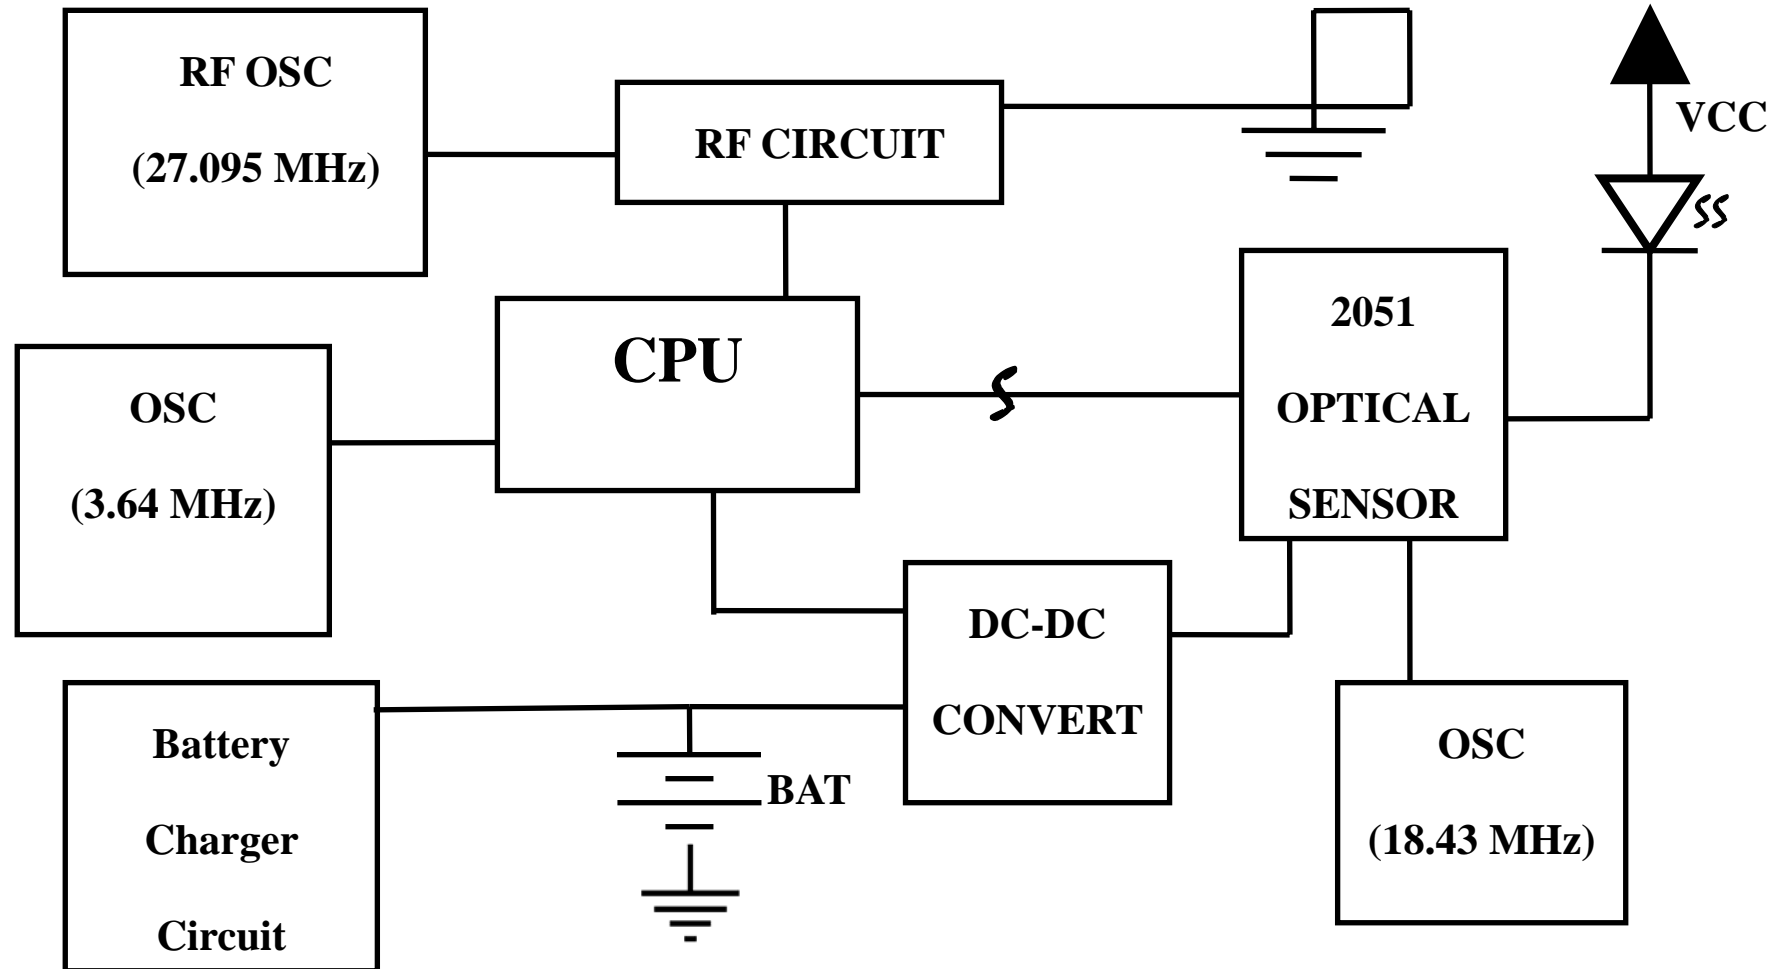 RF OSC
(27.095 MHz)
RF CIRCUIT
VCC
CPU
2051
OPTICAL
SENSOR
OSC
(3.64 MHz)
DC-DC
CONVERT
Battery
Charger
Circuit
BAT
OSC
(18.43 MHz)